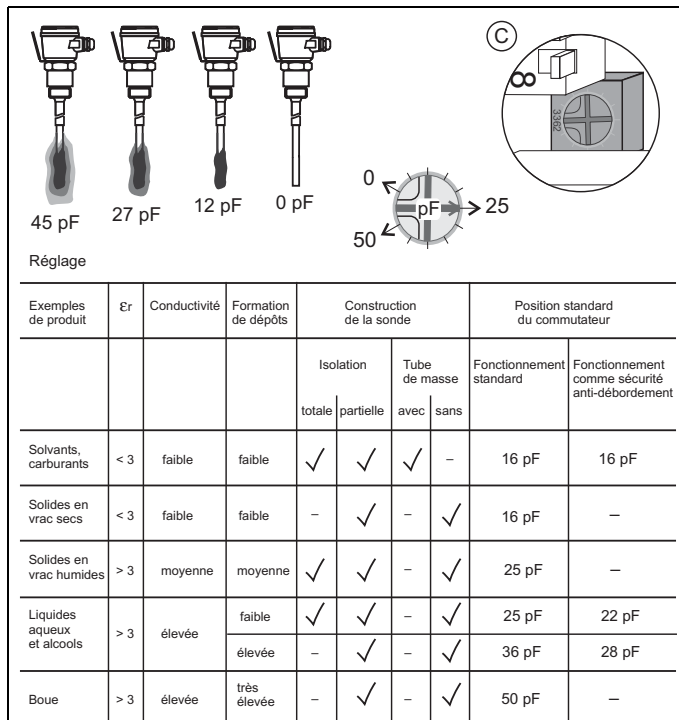 C
3362
45 pF
27 pF
12 pF
0 pF
0
pF
25
50
Réglage
Exemples
de produit
εr
Conductivité
Formation
de dépôts
Construction
de la sonde
Position standard
du commutateur
Isolation
Tube
de masse
Fonctionnement
standard
Fonctionnement
comme sécurité
anti-débordement
totale partielle avec sans
Solvants,
carburants
< 3 faible faible ✓ ✓ ✓ – 16 pF 16 pF
Solides en
vrac secs
< 3 faible faible – ✓ – ✓ 16 pF –
Solides en
vrac humides
> 3 moyenne moyenne ✓ ✓ – ✓ 25 pF –
Liquides
aqueux
et alcools
> 3 élevée
faible ✓ ✓ – ✓ 25 pF 22 pF
élevée – ✓ – ✓ 36 pF 28 pF
Boue > 3 élevée
très
élevée
– ✓ – ✓ 50 pF –